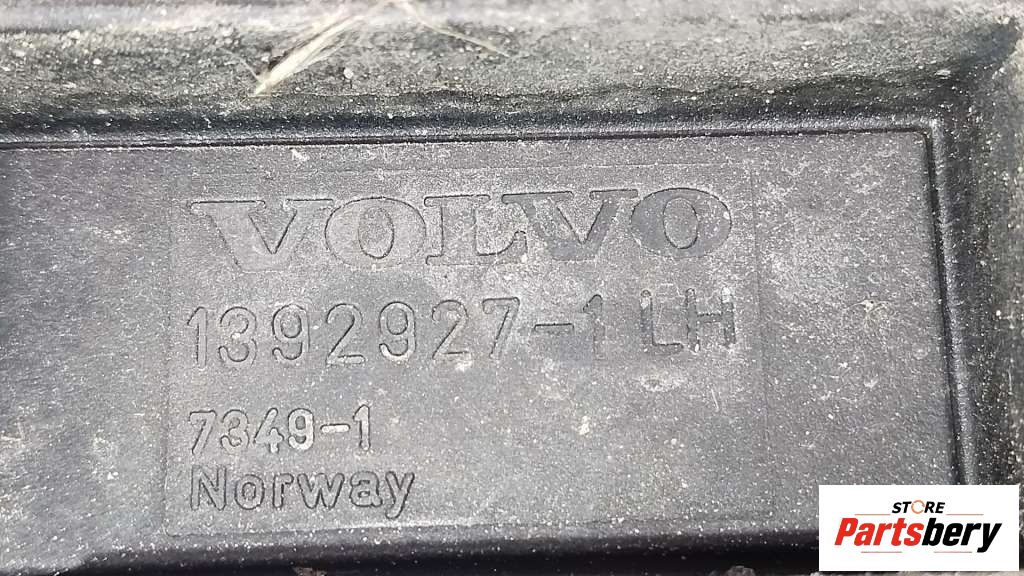 VOLVO
1392927-1 LH
7349-1
Norway
STORE
Partsbery